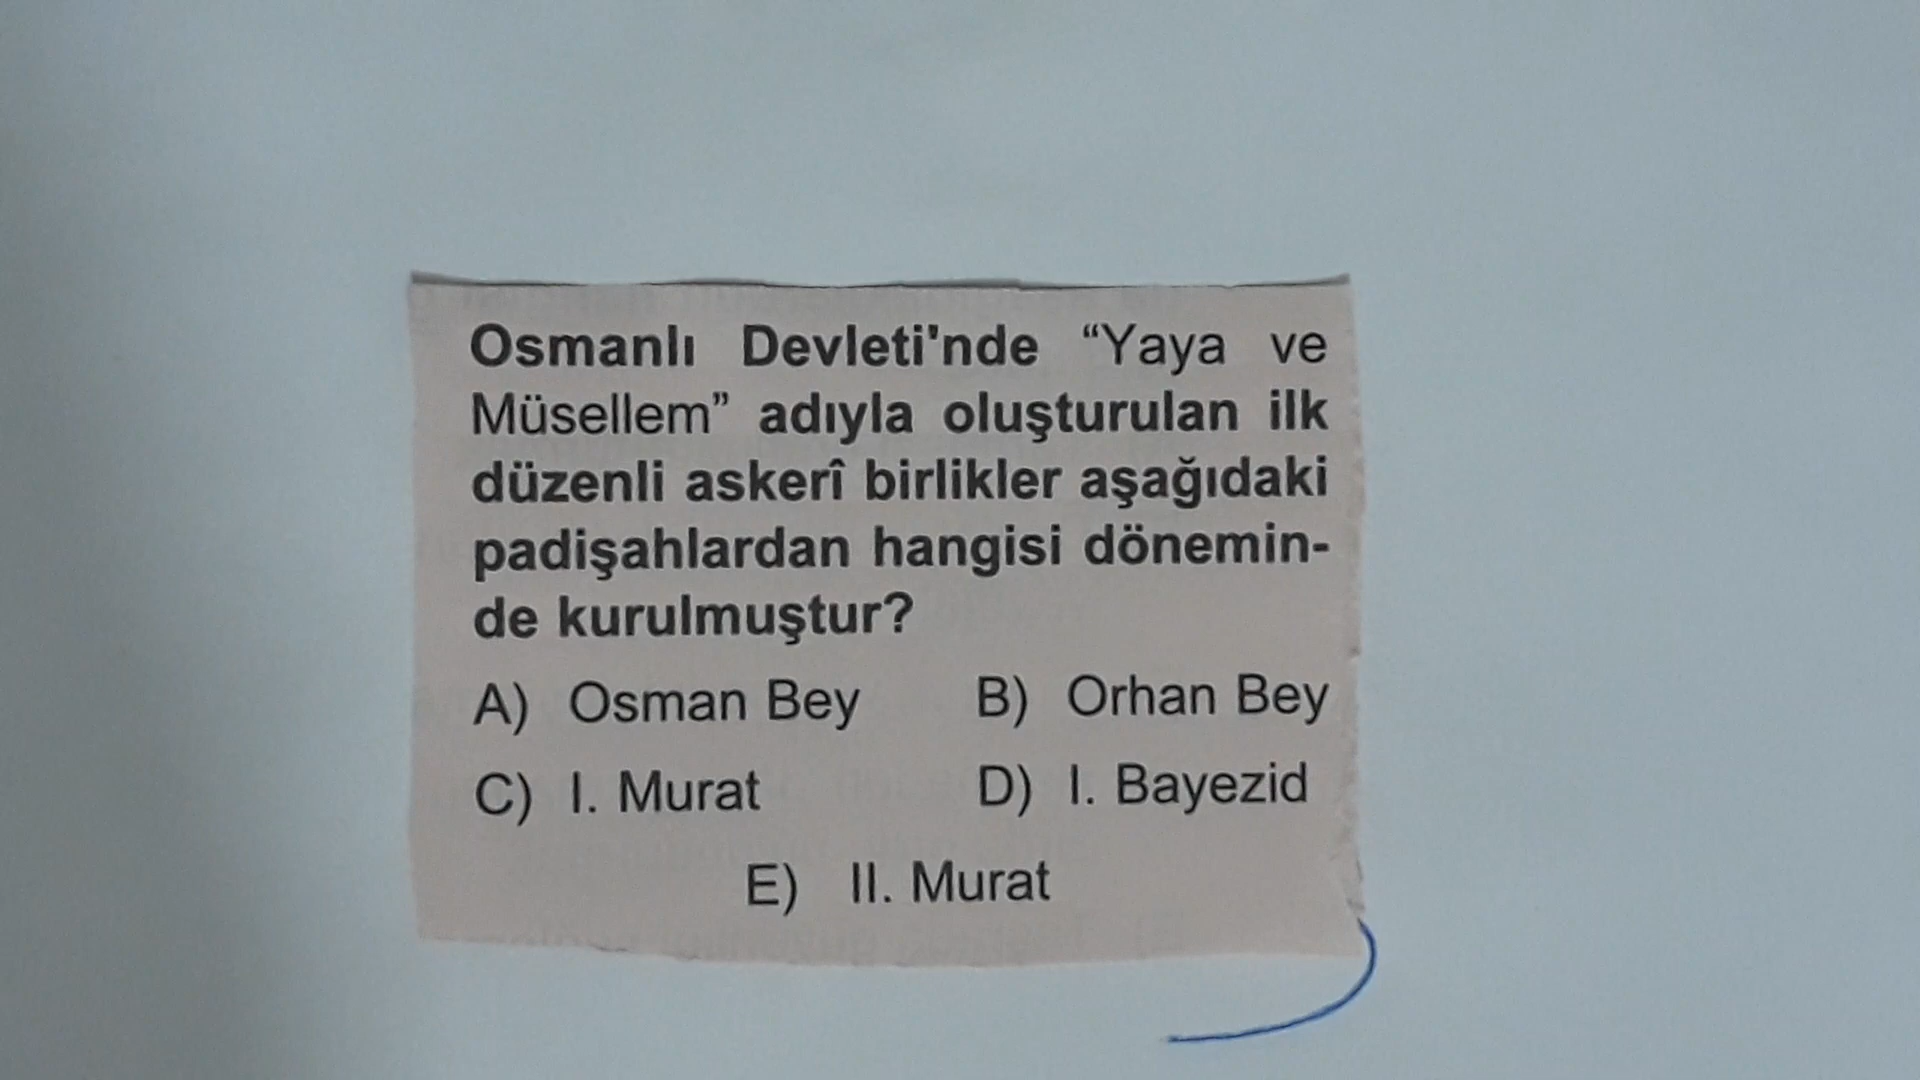 Osmanlı Devleti'nde “Yaya ve
Müsellem” adıyla oluşturulan ilk
düzenli askerî birlikler aşağıdaki
padişahlardan hangisi dönemin-
de kurulmuştur?
A) Osman Bey B) Orhan Bey
C) I. Murat D) I. Bayezid
E) II. Murat